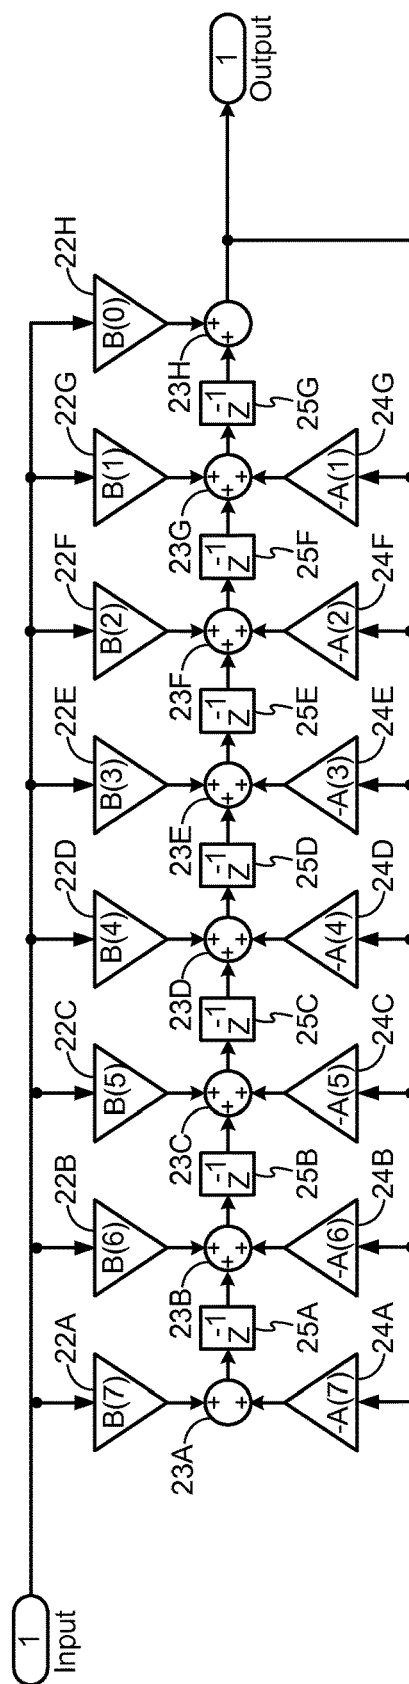 1
Input
22A
22B
22C
22D
22E
22F
22G
22H
B(7)
B(6)
B(5)
B(4)
B(3)
B(2)
B(1)
B(0)
1
Output
23A
23B
23C
23D
23E
23F
23G
23H
+ +
+ + +
+ + +
+ + +
+ + +
+ + +
+ + +
+ +
z⁻¹
z⁻¹
z⁻¹
z⁻¹
z⁻¹
z⁻¹
z⁻¹
25A
25B
25C
25D
25E
25F
25G
-A(7)
-A(6)
-A(5)
-A(4)
-A(3)
-A(2)
-A(1)
24A
24B
24C
24D
24E
24F
24G